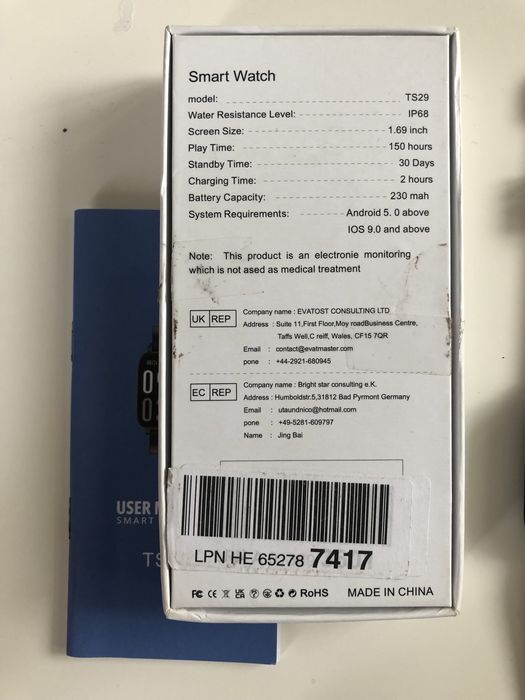 Smart Watch
model: TS29
Water Resistance Level: IP68
Screen Size: 1.69 inch
Play Time: 150 hours
Standby Time: 30 Days
Charging Time: 2 hours
Battery Capacity: 230 mah
System Requirements: Android 5. 0 above
IOS 9.0 and above
Note: This product is an electronie monitoring
which is not ased as medical treatment
UK REP
Company name : EVATOST CONSULTING LTD
Address : Suite 11,First Floor,Moy roadBusiness Centre,
Taffs Well,C reiff, Wales, CF15 7QR
Email : contact@evatmaster.com
pone : +44-2921-680945
EC REP
Company name : Bright star consulting e.K.
Address : Humboldstr.5,31812 Bad Pyrmont Germany
Email : utaundnico@hotmail.com
pone : +49-5281-609797
Name : Jing Bai
LPN HE 65278 7417
FC CE RoHS MADE IN CHINA
USER
SMART
TS